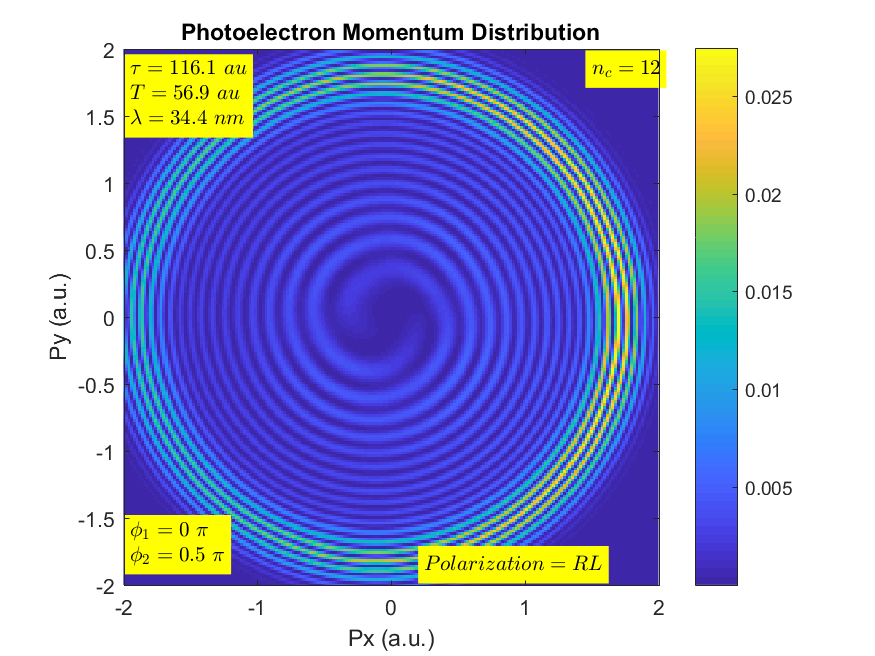 Photoelectron Momentum Distribution
τ = 116.1 au
T = 56.9 au
λ = 34.4 nm
n_c = 12
2
1.5
1
0.5
0
-0.5
-1
-1.5
-2
Py (a.u.)
ϕ₁ = 0 π
ϕ₂ = 0.5 π
Polarization = RL
-2 -1 0 1 2
Px (a.u.)
0.025
0.02
0.015
0.01
0.005